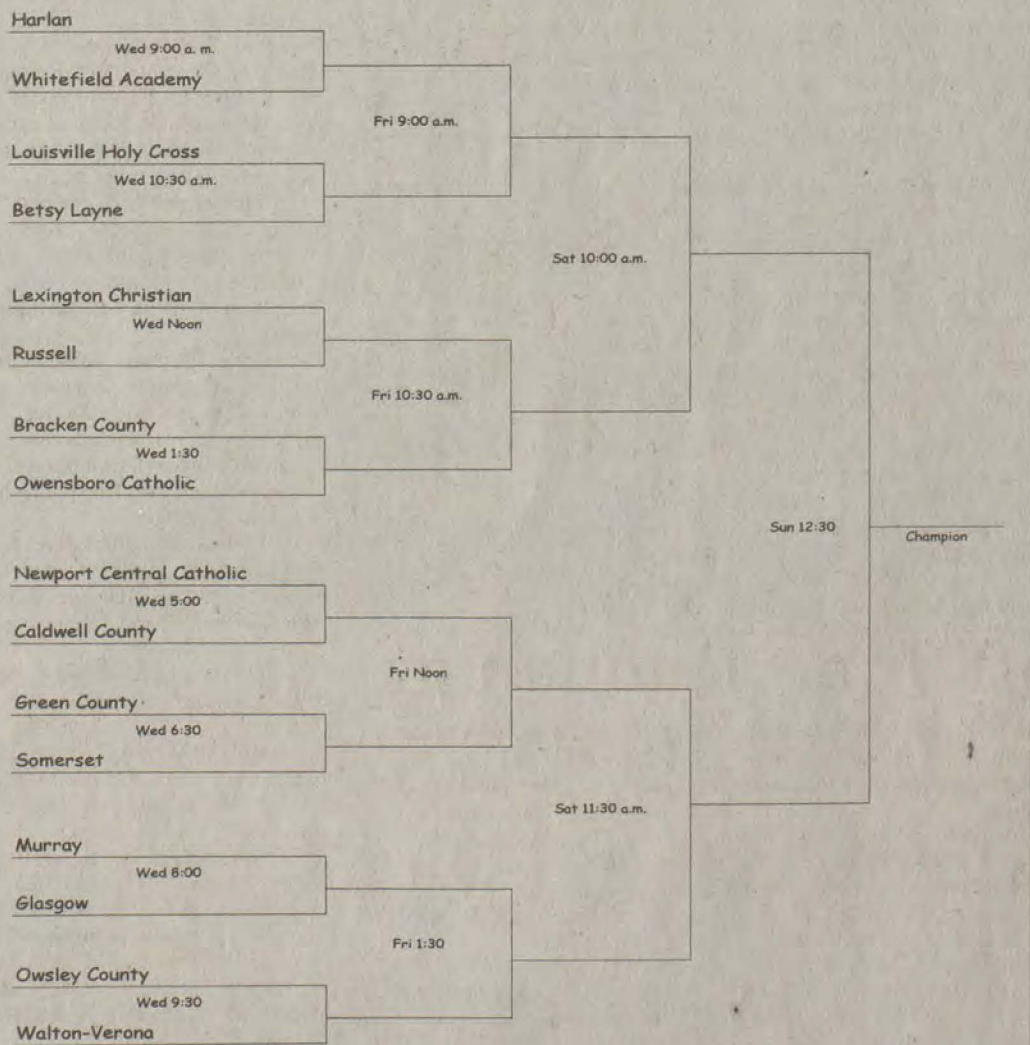 Harlan
Wed 9:00 a. m.
Whitefield Academy
Fri 9:00 a.m.
Louisville Holy Cross
Wed 10:30 a.m.
Betsy Layne
Sat 10:00 a.m.
Lexington Christian
Wed Noon
Russell
Fri 10:30 a.m.
Bracken County
Wed 1:30
Owensboro Catholic
Sun 12:30
Champion
Newport Central Catholic
Wed 5:00
Caldwell County
Fri Noon
Green County
Wed 6:30
Somerset
Sat 11:30 a.m.
Murray
Wed 8:00
Glasgow
Fri 1:30
Owsley County
Wed 9:30
Walton-Verona